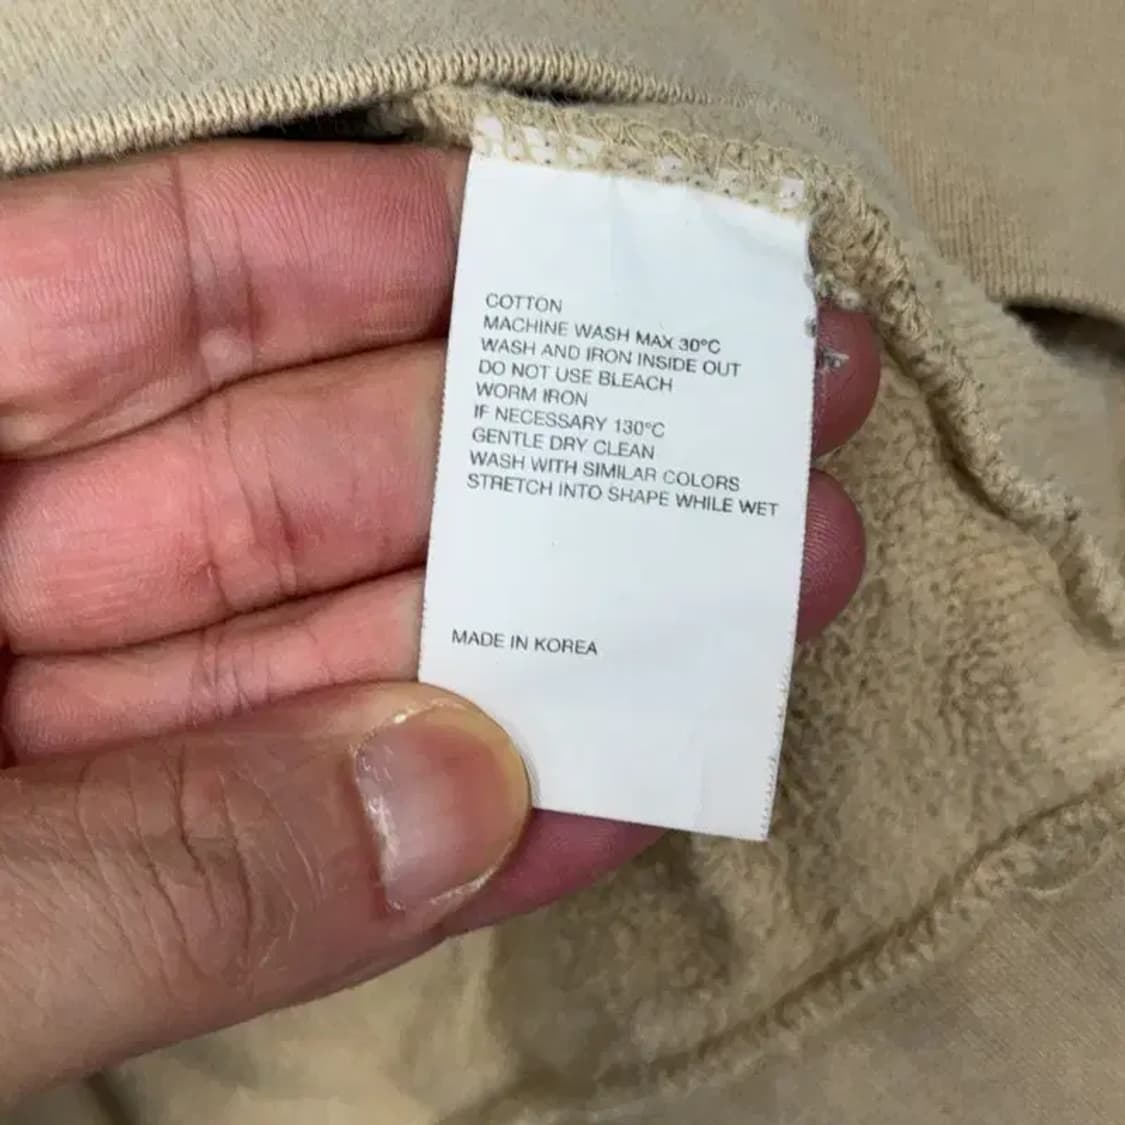 COTTON
MACHINE WASH MAX 30°C
WASH AND IRON INSIDE OUT
DO NOT USE BLEACH
WORM IRON
IF NECESSARY 130°C
GENTLE DRY CLEAN
WASH WITH SIMILAR COLORS
STRETCH INTO SHAPE WHILE WET
MADE IN KOREA